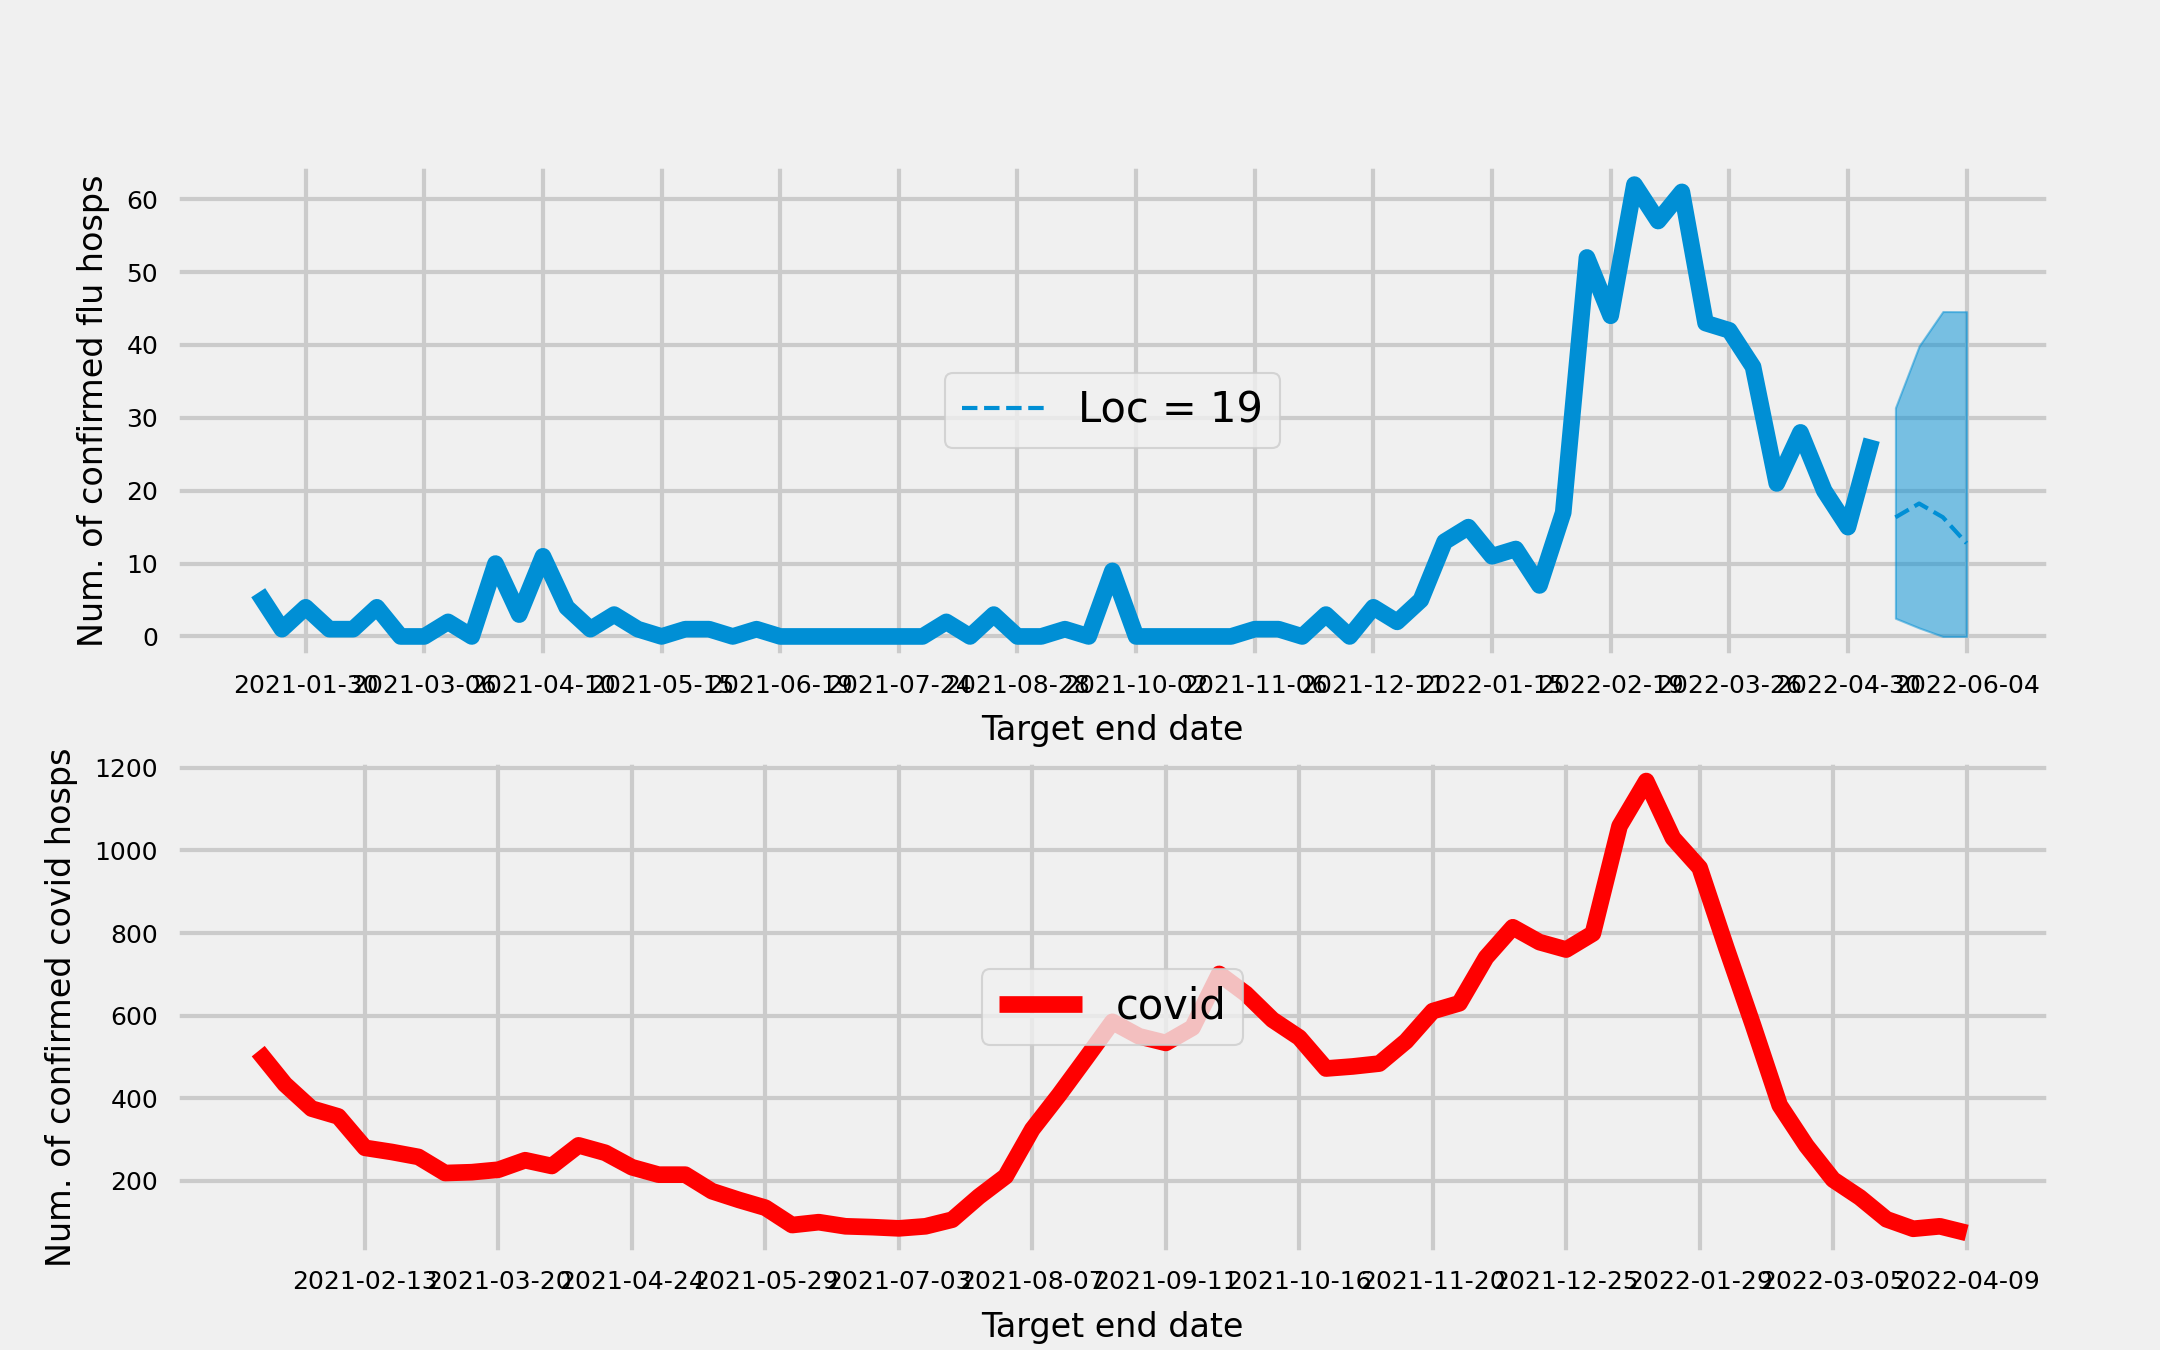 Num. of confirmed flu hosps
60
50
40
30
20
10
0
Loc = 19
2021-01-30 2021-03-06 2021-04-10 2021-05-15 2021-06-19 2021-07-24 2021-08-28 2021-10-02 2021-11-06 2021-12-11 2022-01-15 2022-02-19 2022-03-26 2022-04-30 2022-06-04
Target end date
Num. of confirmed covid hosps
1200
1000
800
600
400
200
covid
2021-02-13 2021-03-20 2021-04-24 2021-05-29 2021-07-03 2021-08-07 2021-09-11 2021-10-16 2021-11-20 2021-12-25 2022-01-29 2022-03-05 2022-04-09
Target end date